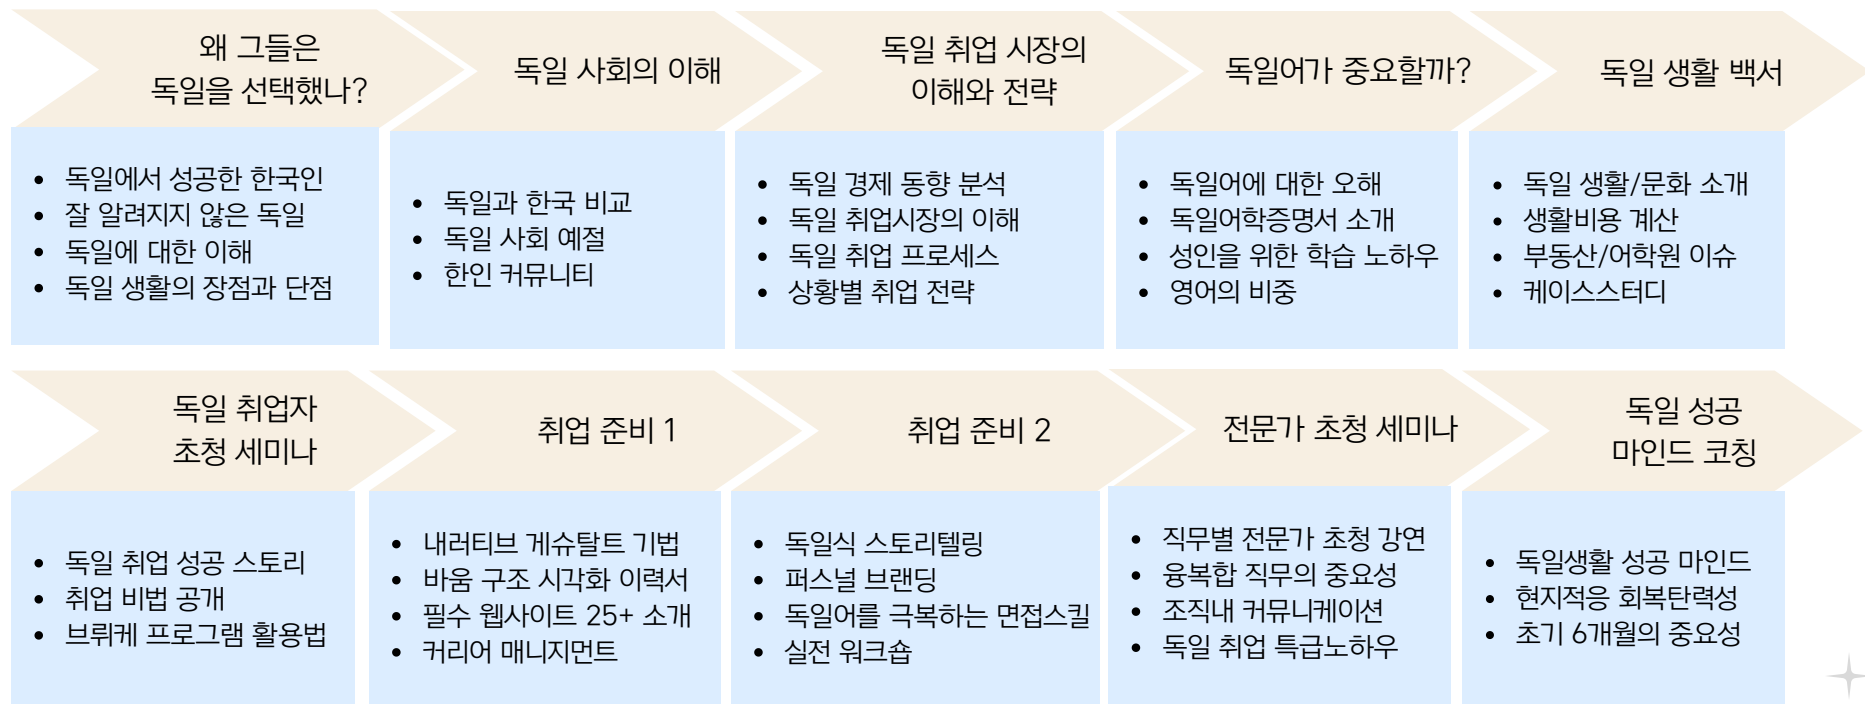 왜 그들은
독일을 선택했나?
• 독일에서 성공한 한국인
• 잘 알려지지 않은 독일
• 독일에 대한 이해
• 독일 생활의 장점과 단점
독일 사회의 이해
• 독일과 한국 비교
• 독일 사회 예절
• 한인 커뮤니티
독일 취업 시장의
이해와 전략
• 독일 경제 동향 분석
• 독일 취업시장의 이해
• 독일 취업 프로세스
• 상황별 취업 전략
독일어가 중요할까?
• 독일어에 대한 오해
• 독일어학증명서 소개
• 성인을 위한 학습 노하우
• 영어의 비중
독일 생활 백서
• 독일 생활/문화 소개
• 생활비용 계산
• 부동산/어학원 이슈
• 케이스스터디
독일 취업자
초청 세미나
• 독일 취업 성공 스토리
• 취업 비법 공개
• 브뤼케 프로그램 활용법
취업 준비 1
• 내러티브 게슈탈트 기법
• 바움 구조 시각화 이력서
• 필수 웹사이트 25+ 소개
• 커리어 매니지먼트
취업 준비 2
• 독일식 스토리텔링
• 퍼스널 브랜딩
• 독일어를 극복하는 면접스킬
• 실전 워크숍
전문가 초청 세미나
• 직무별 전문가 초청 강연
• 융복합 직무의 중요성
• 조직내 커뮤니케이션
• 독일 취업 특급노하우
독일 성공
마인드 코칭
• 독일생활 성공 마인드
• 현지적응 회복탄력성
• 초기 6개월의 중요성